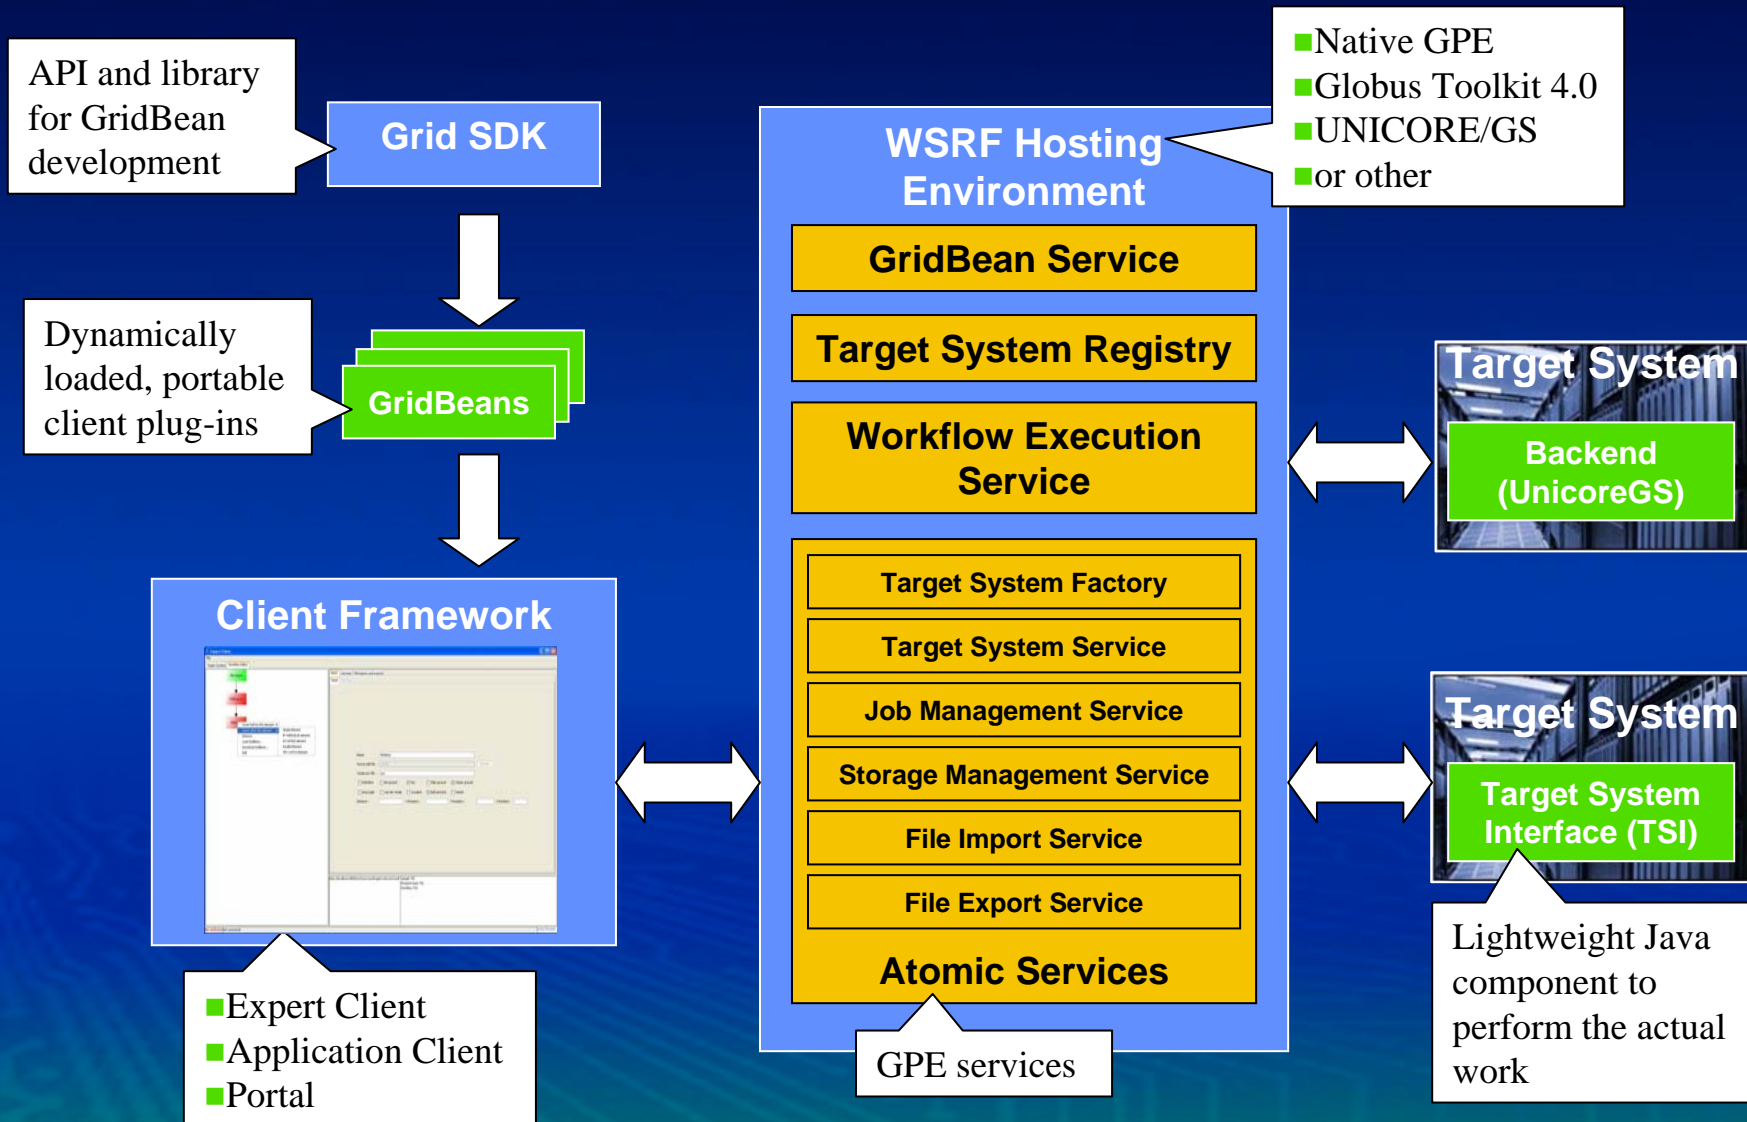 API and library
for GridBean
development
Grid SDK
Dynamically
loaded, portable
client plug-ins
GridBeans
Client Framework
■Expert Client
■Application Client
■Portal
WSRF Hosting
Environment
■Native GPE
■Globus Toolkit 4.0
■UNICORE/GS
■or other
GridBean Service
Target System Registry
Workflow Execution
Service
Target System Factory
Target System Service
Job Management Service
Storage Management Service
File Import Service
File Export Service
Atomic Services
GPE services
Target System
Backend
(UnicoreGS)
Target System
Target System
Interface (TSI)
Lightweight Java
component to
perform the actual
work